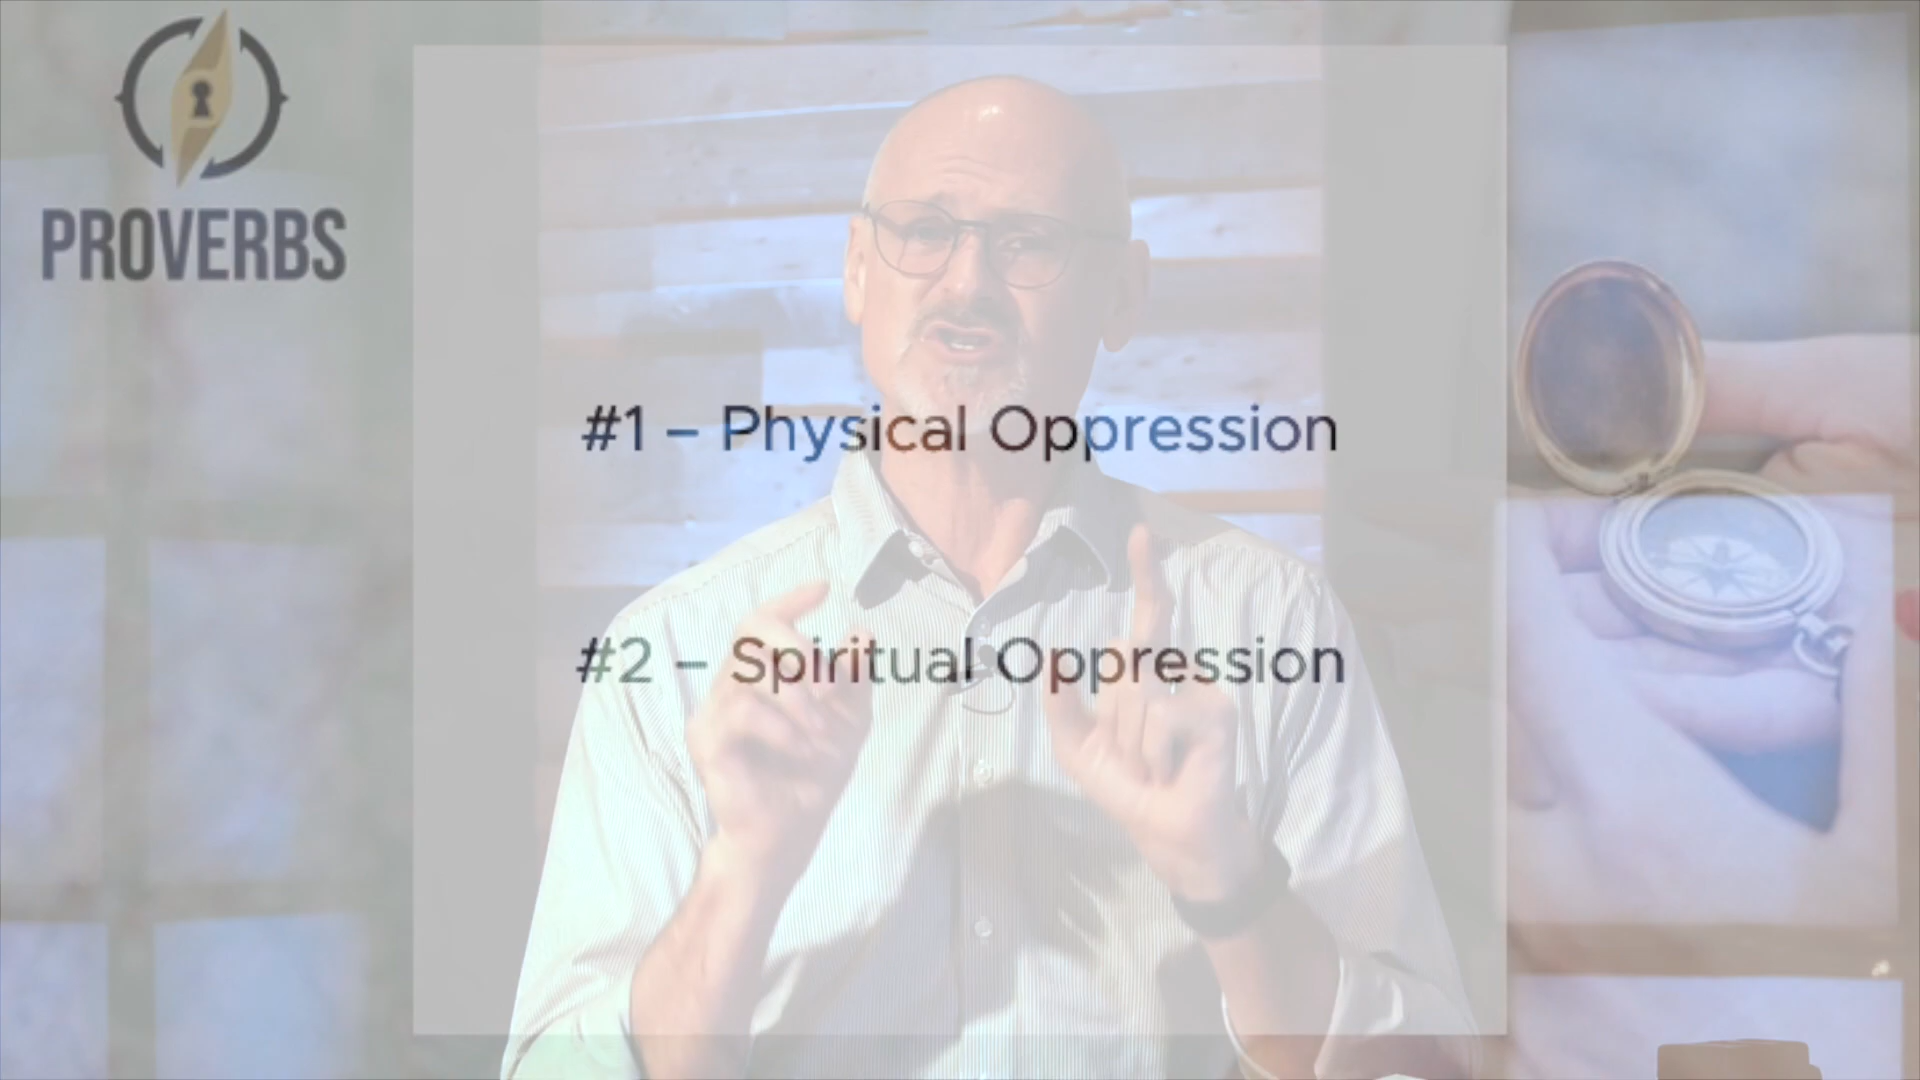 PROVERBS
#1 – Physical Oppression
#2 – Spiritual Oppression